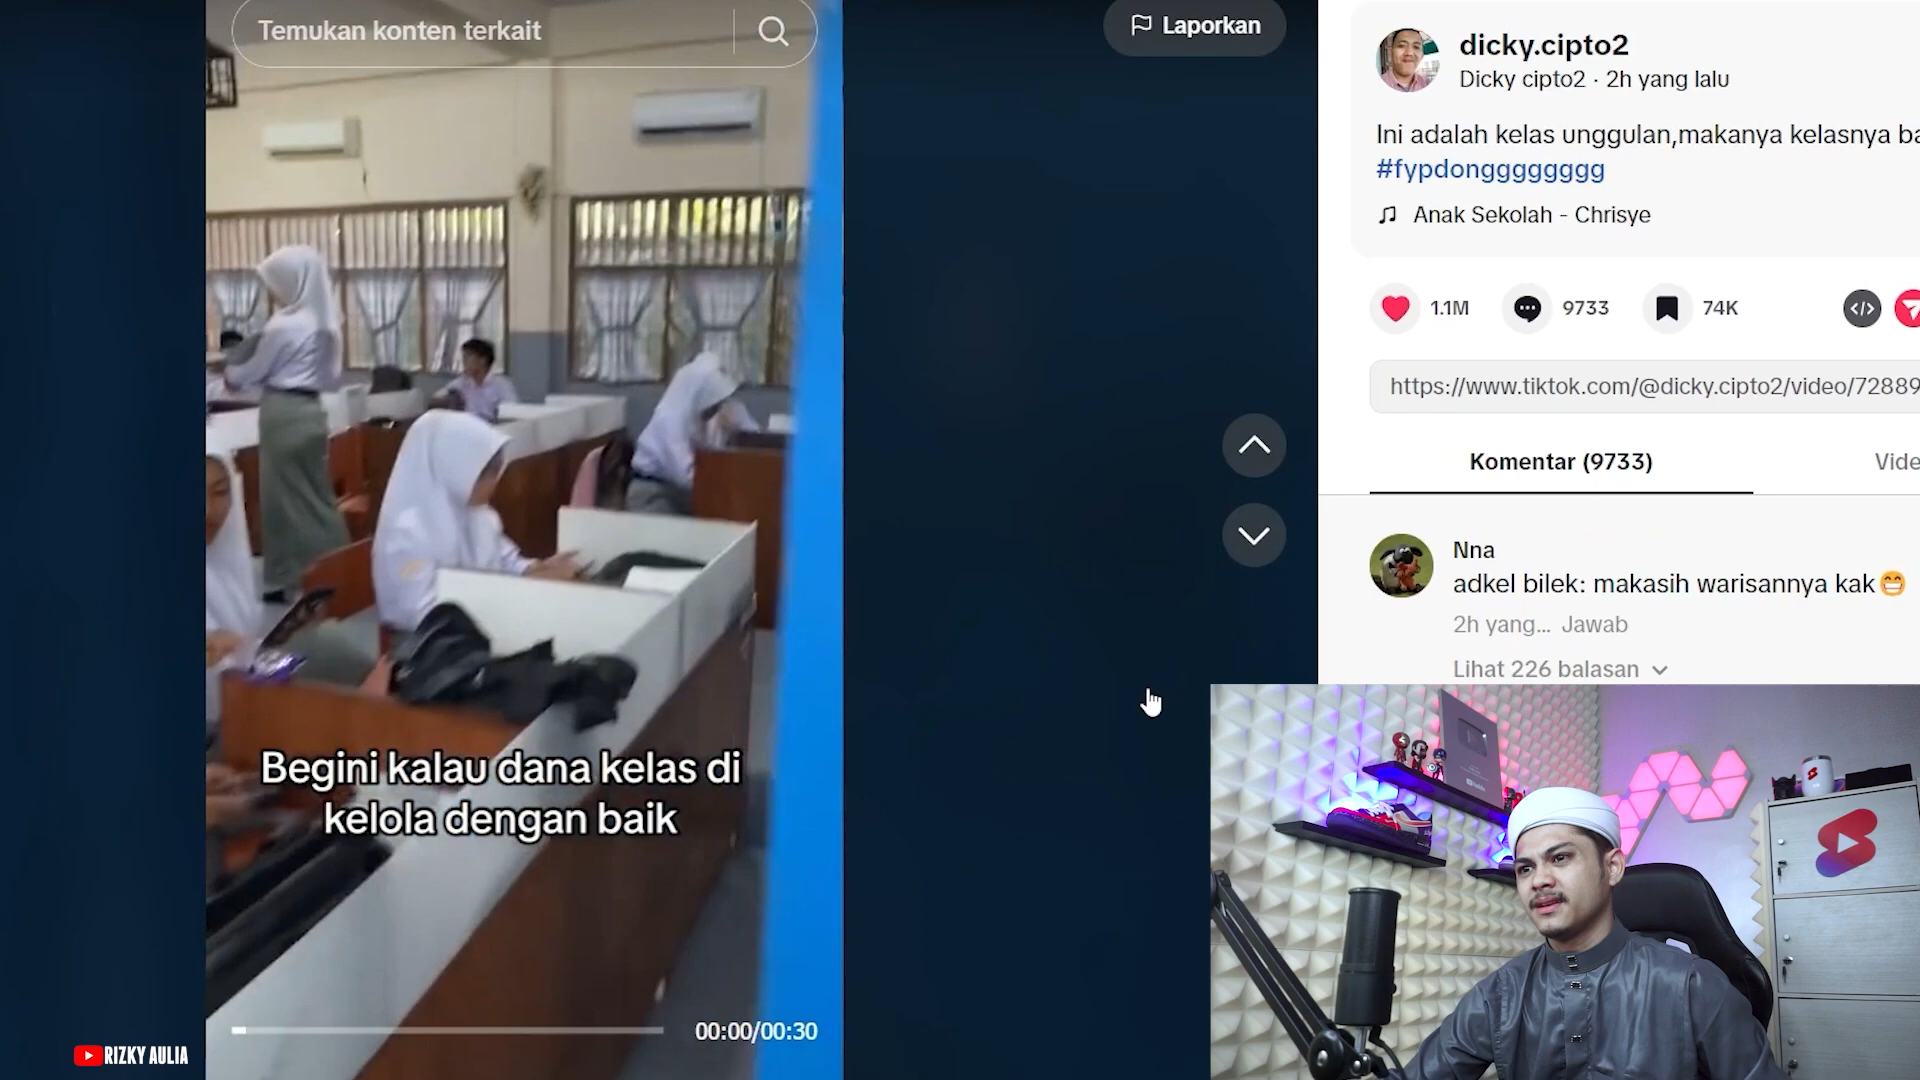 Temukan konten terkait
Laporkan
dicky.cipto2
Dicky cipto2 · 2h yang lalu
Ini adalah kelas unggulan,makanya kelasnya ba
#fypdonggggggggg
Anak Sekolah - Chrisye
1.1M
9733
74K
https://www.tiktok.com/@dicky.cipto2/video/72889
Komentar (9733)
Vide
Nna
adkel bilek: makasih warisannya kak😁
2h yang... Jawab
Lihat 226 balasan
Begini kalau dana kelas di
kelola dengan baik
00:00/00:30
RIZKY AULIA